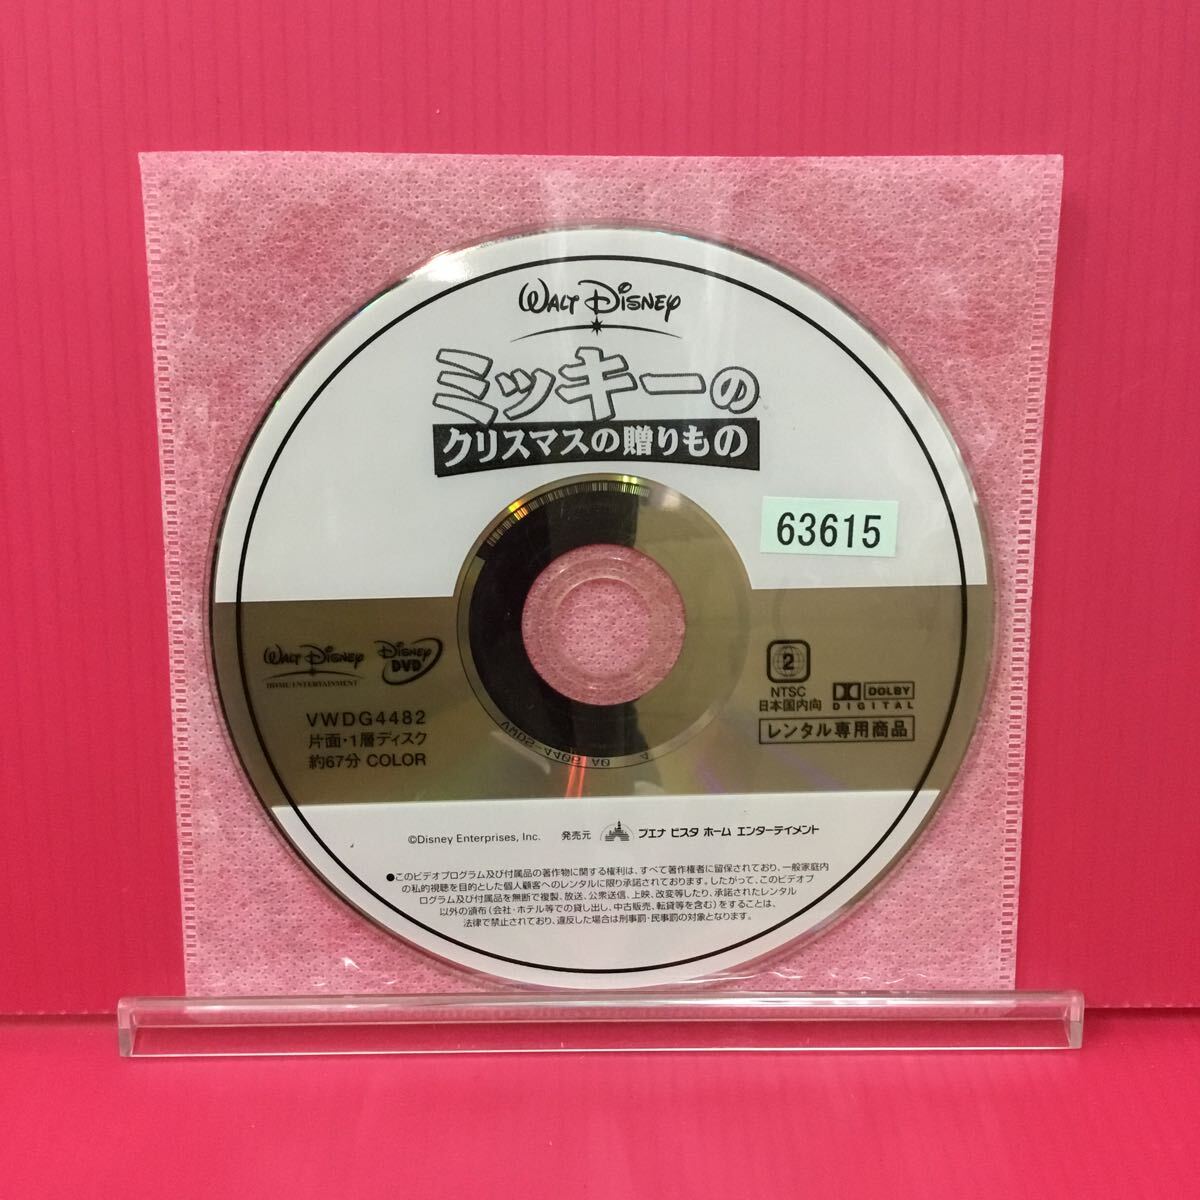 WALT DISNEY
ミッキーの
クリスマスの贈りもの
63615
WALT DISNEY
HOME ENTERTAINMENT
DISNEY
DVD
VWDG4482
片面・1層ディスク
約67分 COLOR
2
NTSC
日本国内向
DOLBY
DIGITAL
レンタル専用商品
VWDS-4406 A0 4
©Disney Enterprises, Inc. 発売元 ブエナ ビスタ ホーム エンターテイメント
●このビデオプログラム及び付属品の著作物に関する権利は、すべて著作権者に留保されており、一般家庭内
の私的視聴を目的とした個人顧客へのレンタルに限り承諾されております。したがって、このビデオプ
ログラム及び付属品を無断で複製、放送、公衆送信、上映、改変等したり、承諾されたレンタル
以外の頒布(会社・ホテル等での貸し出し、中古販売、転貸等を含む)をすることは、
法律で禁止されており、違反した場合は刑事罰・民事罰の対象となります。